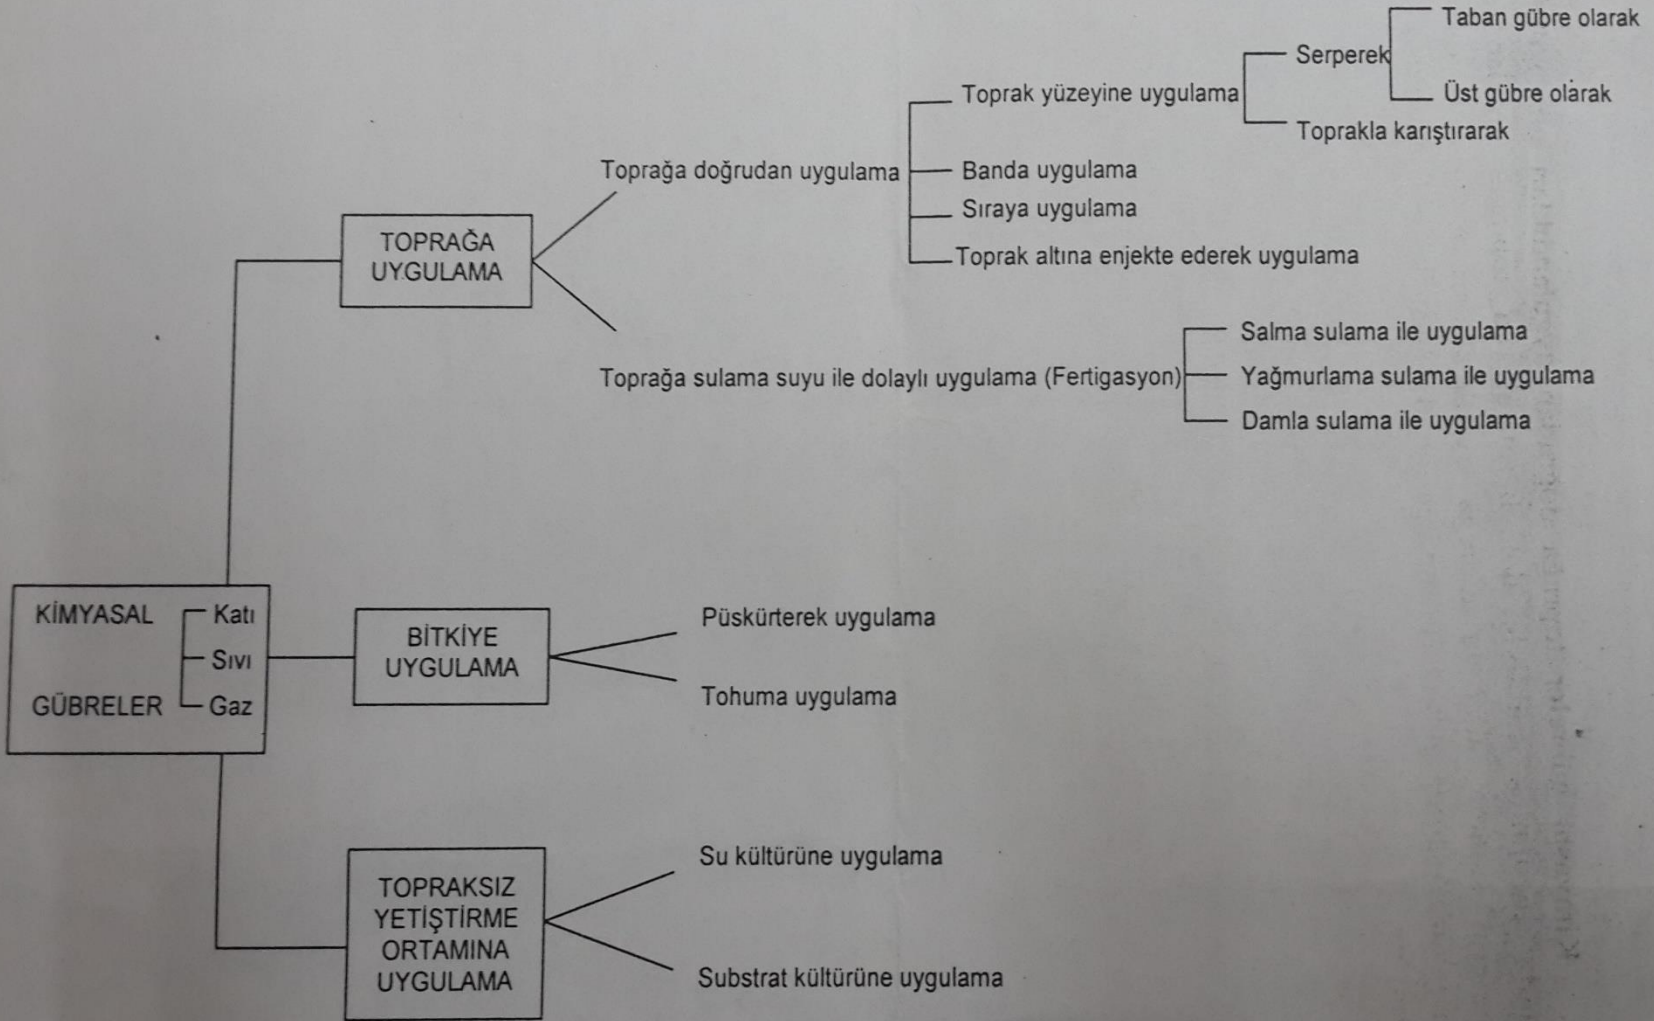 Taban gübre olarak
Serperek
Üst gübre olarak
Toprak yüzeyine uygulama
Toprakla karıştırarak
Toprağa doğrudan uygulama
Banda uygulama
Sıraya uygulama
Toprak altına enjekte ederek uygulama
TOPRAĞA
UYGULAMA
Toprağa sulama suyu ile dolaylı uygulama (Fertigasyon)
Salma sulama ile uygulama
Yağmurlama sulama ile uygulama
Damla sulama ile uygulama
KİMYASAL
GÜBRELER
Katı
Sıvı
Gaz
BİTKİYE
UYGULAMA
Püskürterek uygulama
Tohuma uygulama
TOPRAKSIZ
YETİŞTİRME
ORTAMINA
UYGULAMA
Su kültürüne uygulama
Substrat kültürüne uygulama